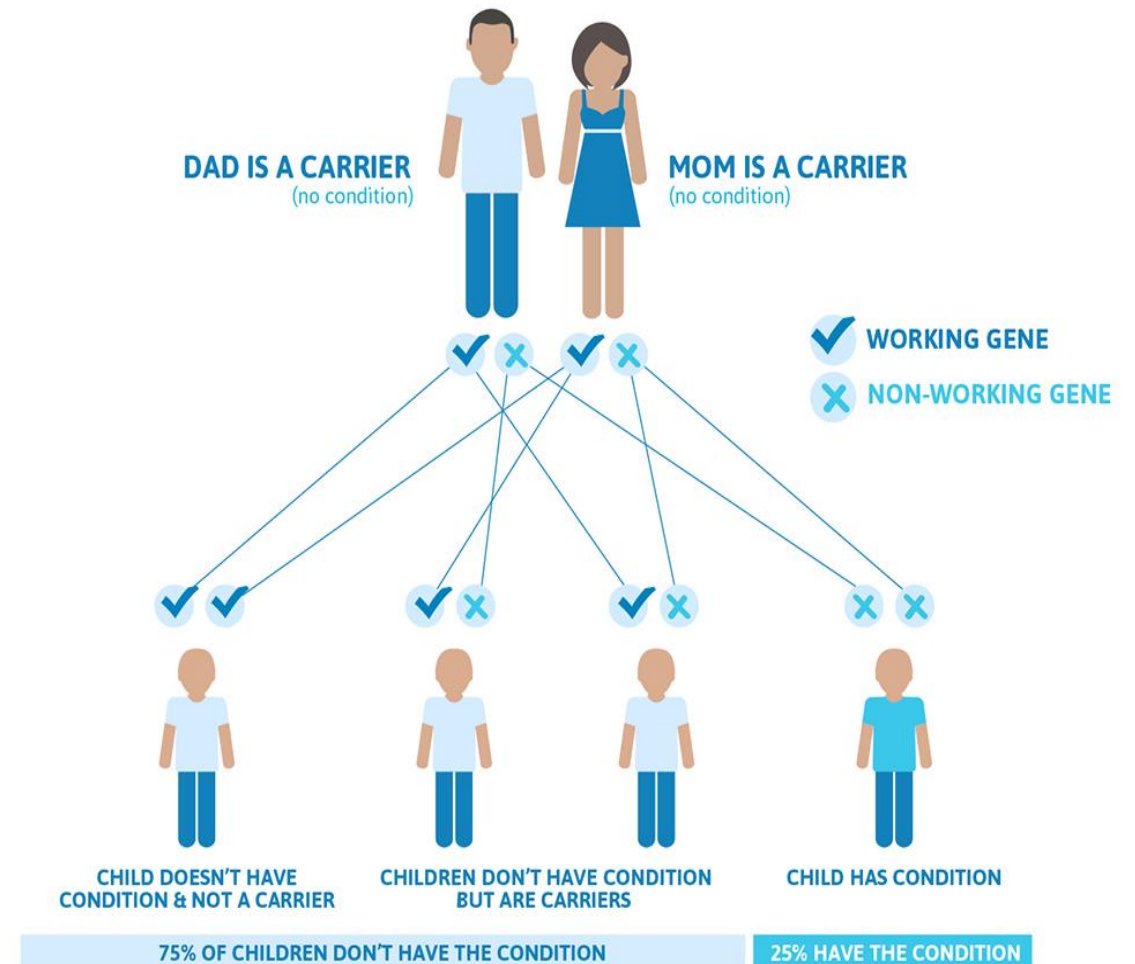 DAD IS A CARRIER
(no condition)
MOM IS A CARRIER
(no condition)
WORKING GENE
NON-WORKING GENE
CHILD DOESN'T HAVE
CONDITION & NOT A CARRIER
CHILDREN DON'T HAVE CONDITION
BUT ARE CARRIERS
CHILD HAS CONDITION
75% OF CHILDREN DON'T HAVE THE CONDITION
25% HAVE THE CONDITION